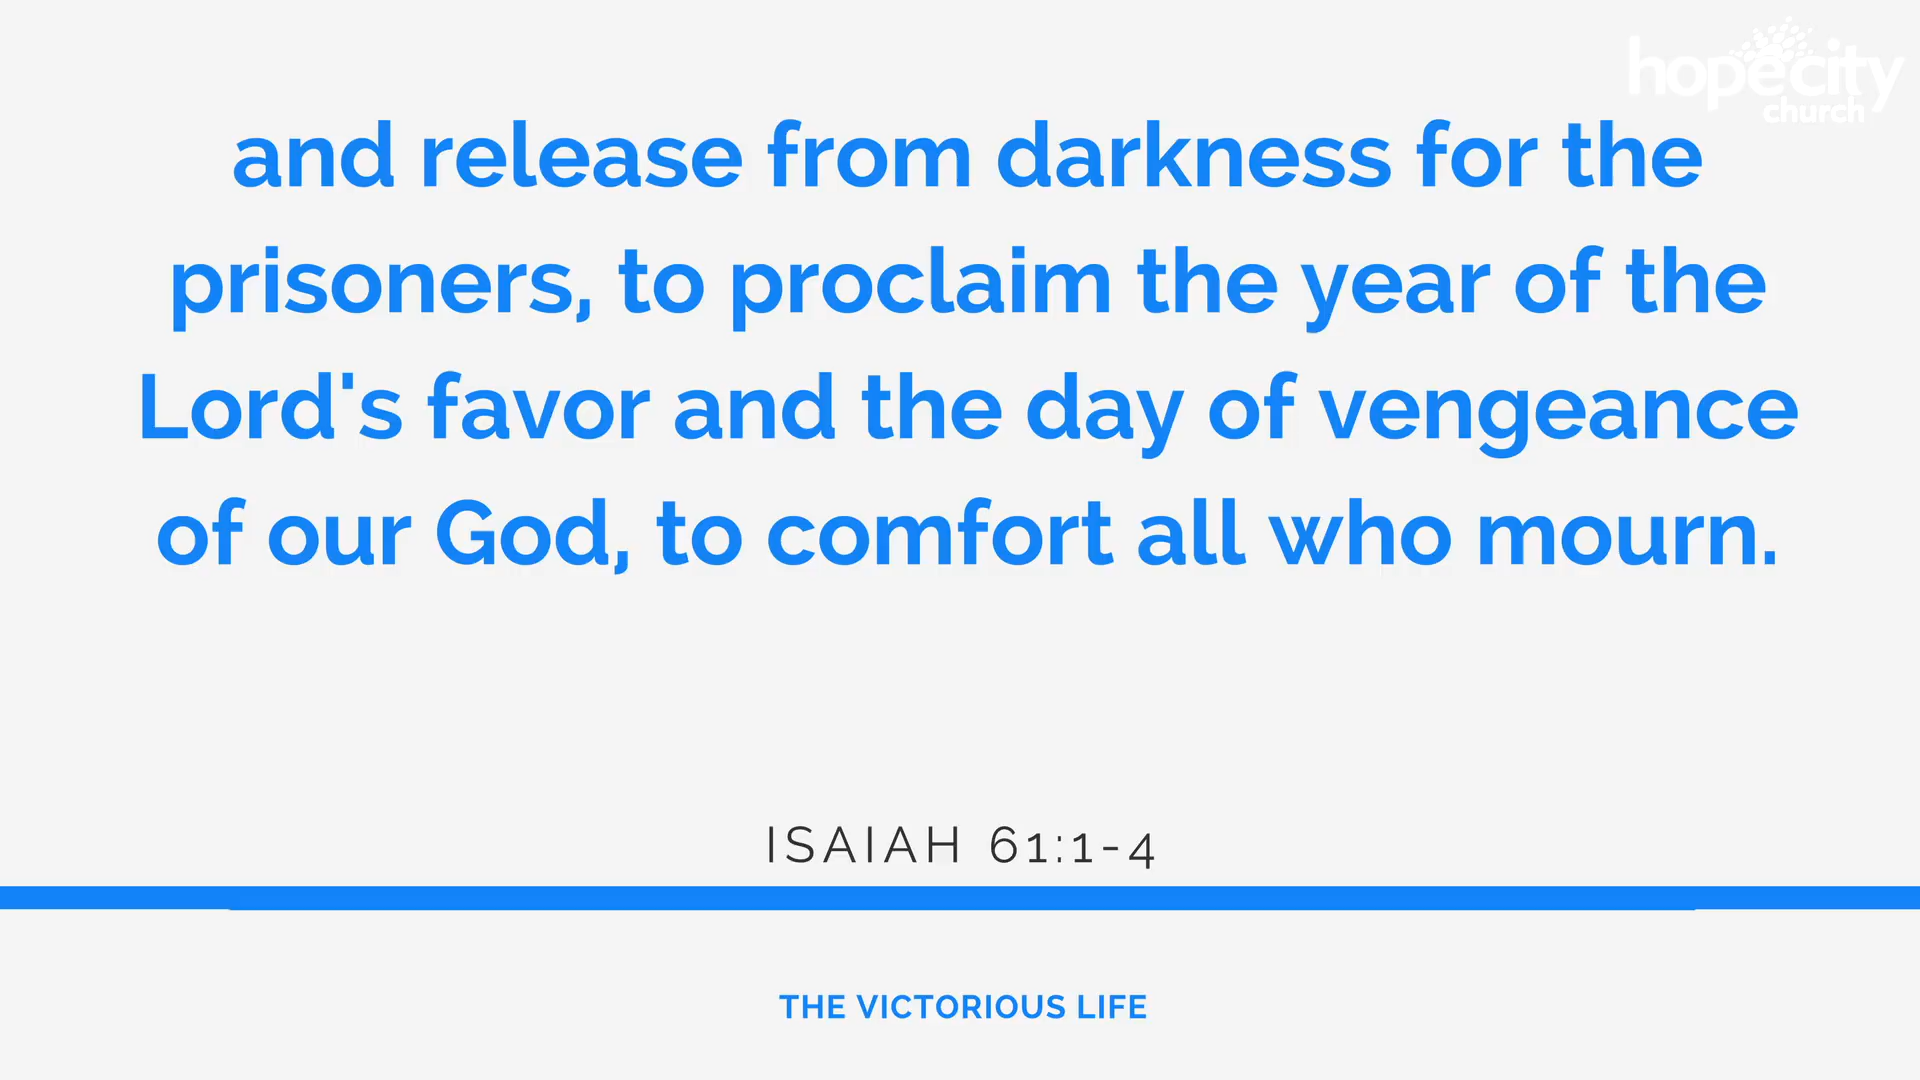 hopecity
church
and release from darkness for the
prisoners, to proclaim the year of the
Lord's favor and the day of vengeance
of our God, to comfort all who mourn.
ISAIAH 61:1-4
THE VICTORIOUS LIFE